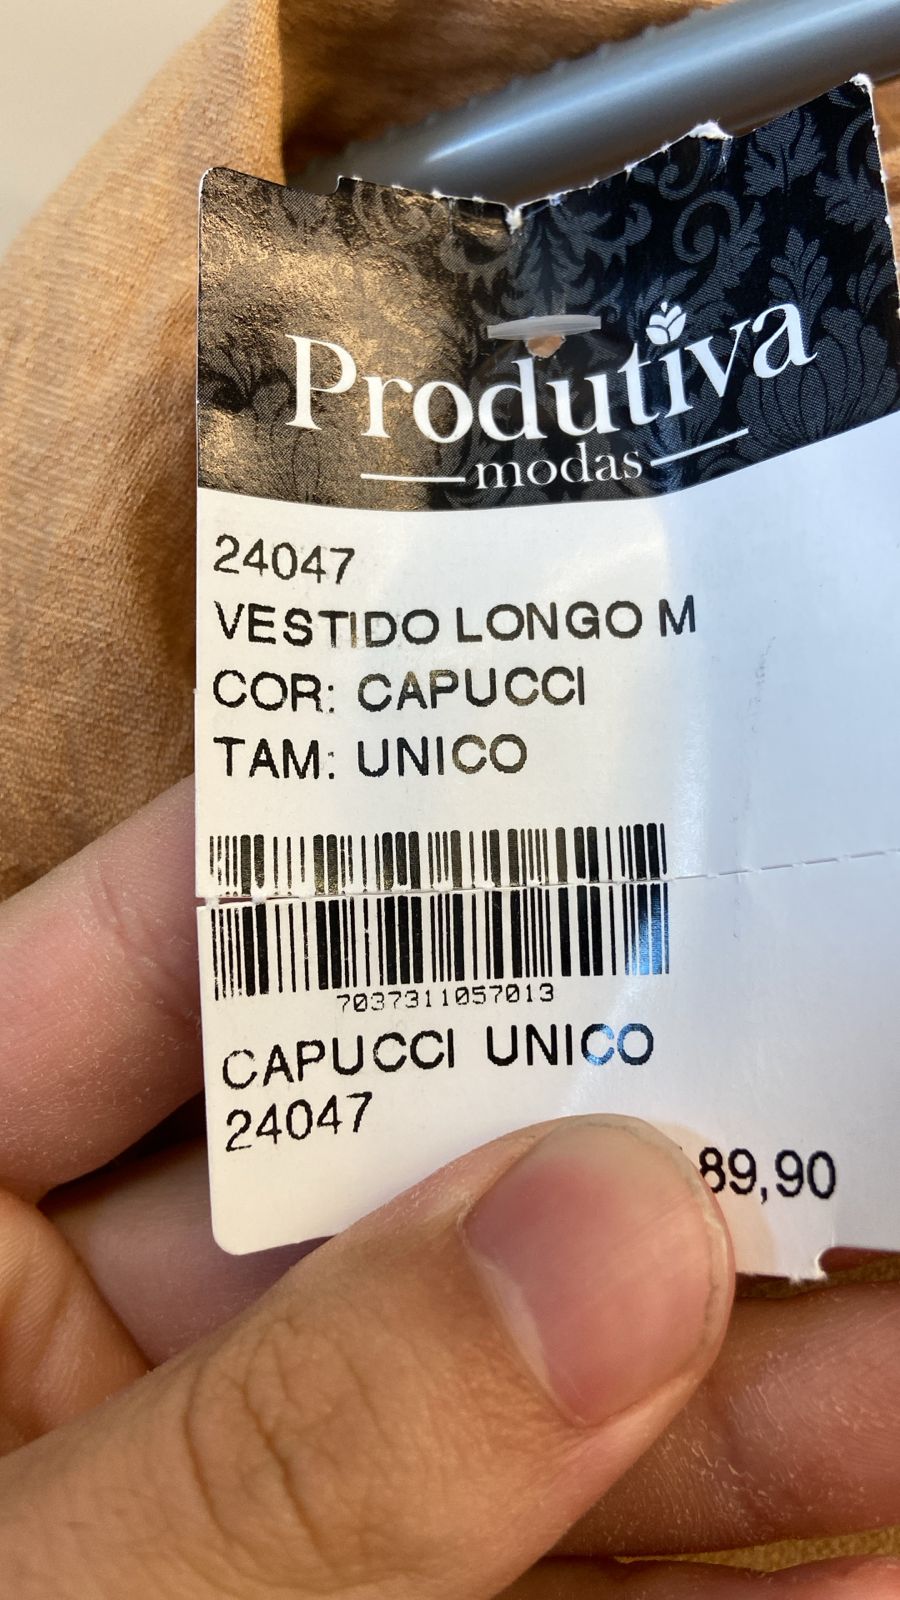 Produtiva
modas
24047
VESTIDO LONGO M
COR: CAPUCCI
TAM: UNICO
7037311057013
CAPUCCI UNICO
24047
89,90